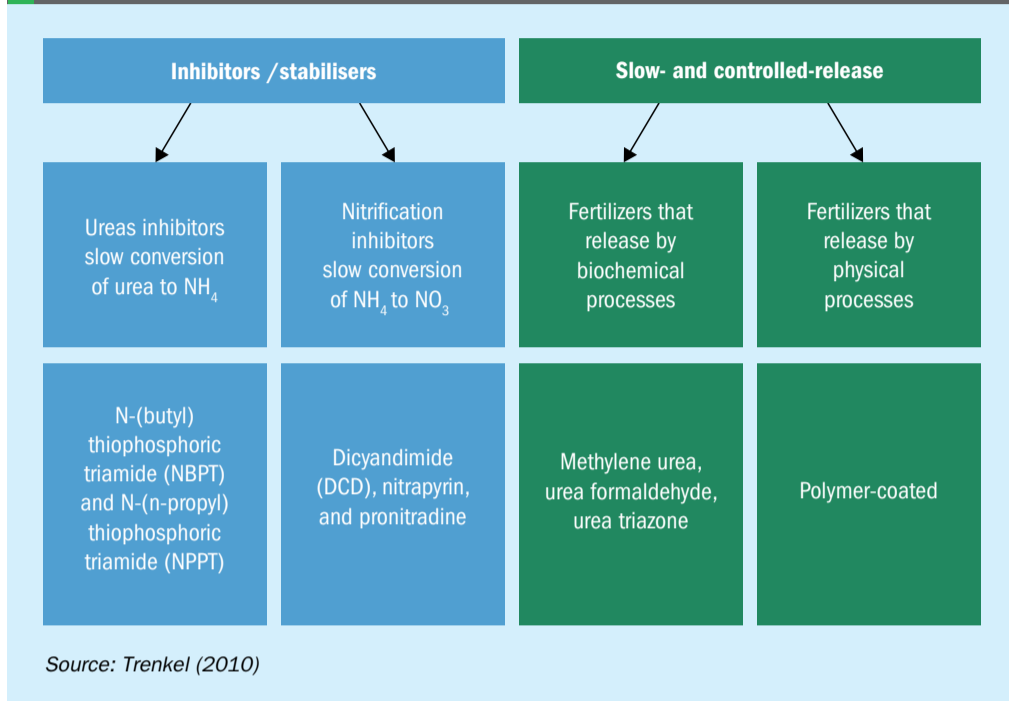 Inhibitors /stabilisers
Slow- and controlled-release
Ureas inhibitors
slow conversion
of urea to NH4
Nitrification
inhibitors
slow conversion
of NH4 to NO3
Fertilizers that
release by
biochemical
processes
Fertilizers that
release by
physical
processes
N-(butyl)
thiophosphoric
triamide (NBPT)
and N-(n-propyl)
thiophosphoric
triamide (NPPT)
Dicyandimide
(DCD), nitrapyrin,
and pronitradine
Methylene urea,
urea formaldehyde,
urea triazone
Polymer-coated
Source: Trenkel (2010)